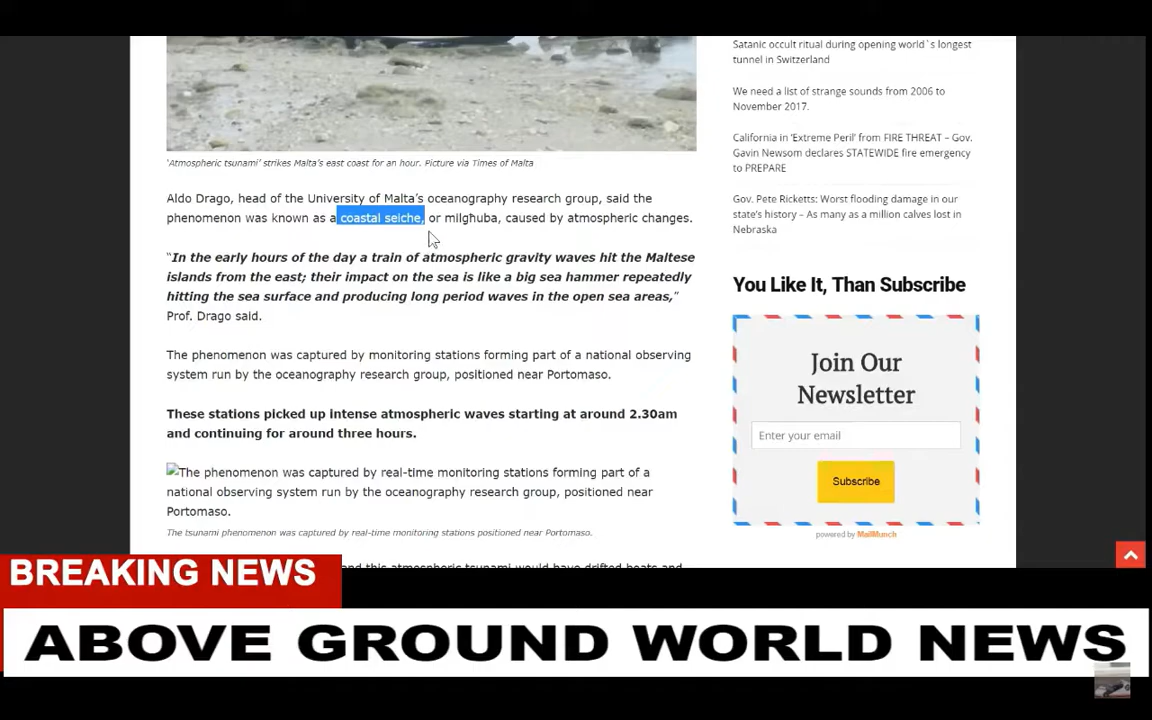 Satanic occult ritual during opening world`s longest
tunnel in Switzerland
We need a list of strange sounds from 2006 to
November 2017.
California in ‘Extreme Peril’ from FIRE THREAT – Gov.
Gavin Newsom declares STATEWIDE fire emergency
to PREPARE
Gov. Pete Ricketts: Worst flooding damage in our
state’s history – As many as a million calves lost in
Nebraska
You Like It, Than Subscribe
Join Our
Newsletter
Enter your email
Subscribe
powered by MailMunch
‘Atmospheric tsunami’ strikes Malta’s east coast for an hour. Picture via Times of Malta
Aldo Drago, head of the University of Malta’s oceanography research group, said the
phenomenon was known as a coastal seiche, or milgħuba, caused by atmospheric changes.
“In the early hours of the day a train of atmospheric gravity waves hit the Maltese
islands from the east; their impact on the sea is like a big sea hammer repeatedly
hitting the sea surface and producing long period waves in the open sea areas,”
Prof. Drago said.
The phenomenon was captured by monitoring stations forming part of a national observing
system run by the oceanography research group, positioned near Portomaso.
These stations picked up intense atmospheric waves starting at around 2.30am
and continuing for around three hours.
The phenomenon was captured by real-time monitoring stations forming part of a
national observing system run by the oceanography research group, positioned near
Portomaso.
The tsunami phenomenon was captured by real-time monitoring stations positioned near Portomaso.
and this atmospheric tsunami would have drifted boats and
BREAKING NEWS
ABOVE GROUND WORLD NEWS